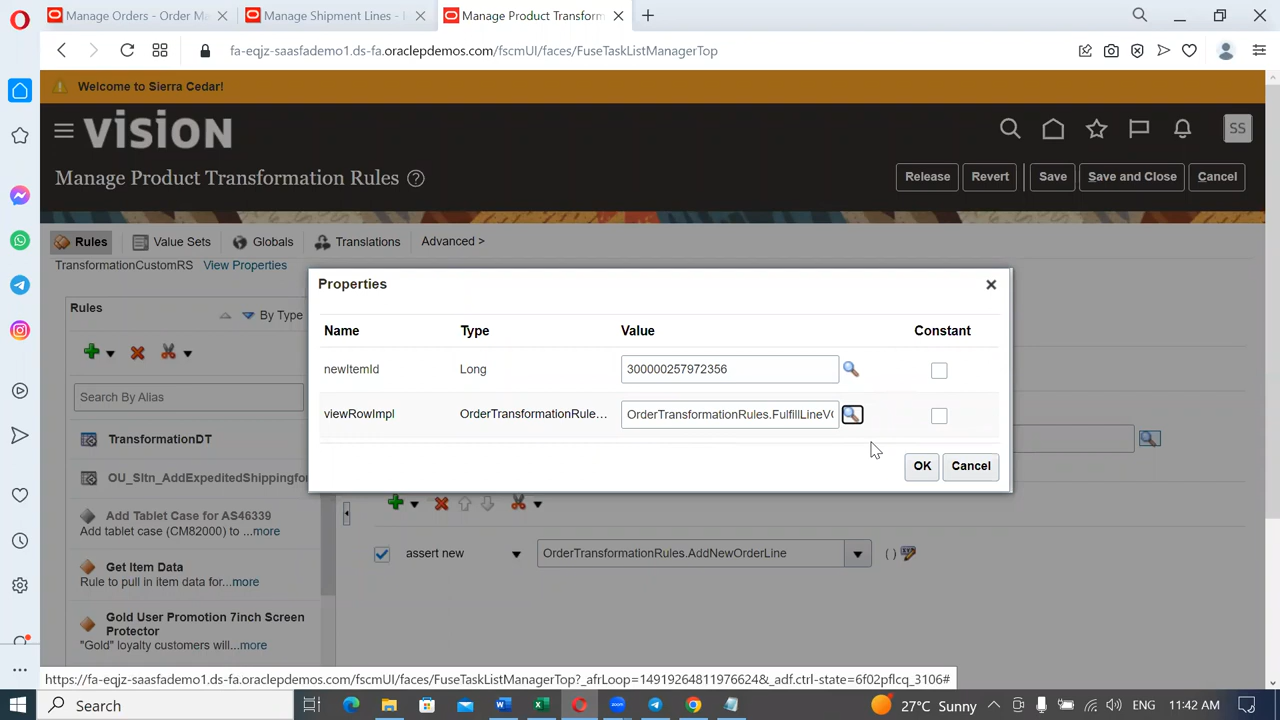 Manage Orders - Order Ma
Manage Shipment Lines -
Manage Product Transform
fa-eqjz-saasfademo1.ds-fa.oraclepdemos.com/fscmUI/faces/FuseTaskListManagerTop
Welcome to Sierra Cedar!
VISION
SS
Manage Product Transformation Rules
Release
Revert
Save
Save and Close
Cancel
Rules
Value Sets
Globals
Translations
Advanced >
TransformationCustomRS
View Properties
Rules
By Type
Search By Alias
TransformationDT
OU_Sltn_AddExpeditedShippingfor
Add Tablet Case for AS46339
Add tablet case (CM82000) to ...more
Get Item Data
Rule to pull in item data for...more
Gold User Promotion 7inch Screen
Protector
"Gold" loyalty customers will...more
Properties
Name Type Value Constant
newItemId Long 300000257972356
viewRowImpl OrderTransformationRule... OrderTransformationRules.FulfillLineVO
OK
Cancel
assert new
OrderTransformationRules.AddNewOrderLine
( )
https://fa-eqjz-saasfademo1.ds-fa.oraclepdemos.com/fscmUI/faces/FuseTaskListManagerTop?_afrLoop=14919264811976624&_adf.ctrl-state=6f02pflcq_3106#
Search
27°C Sunny
ENG
11:42 AM